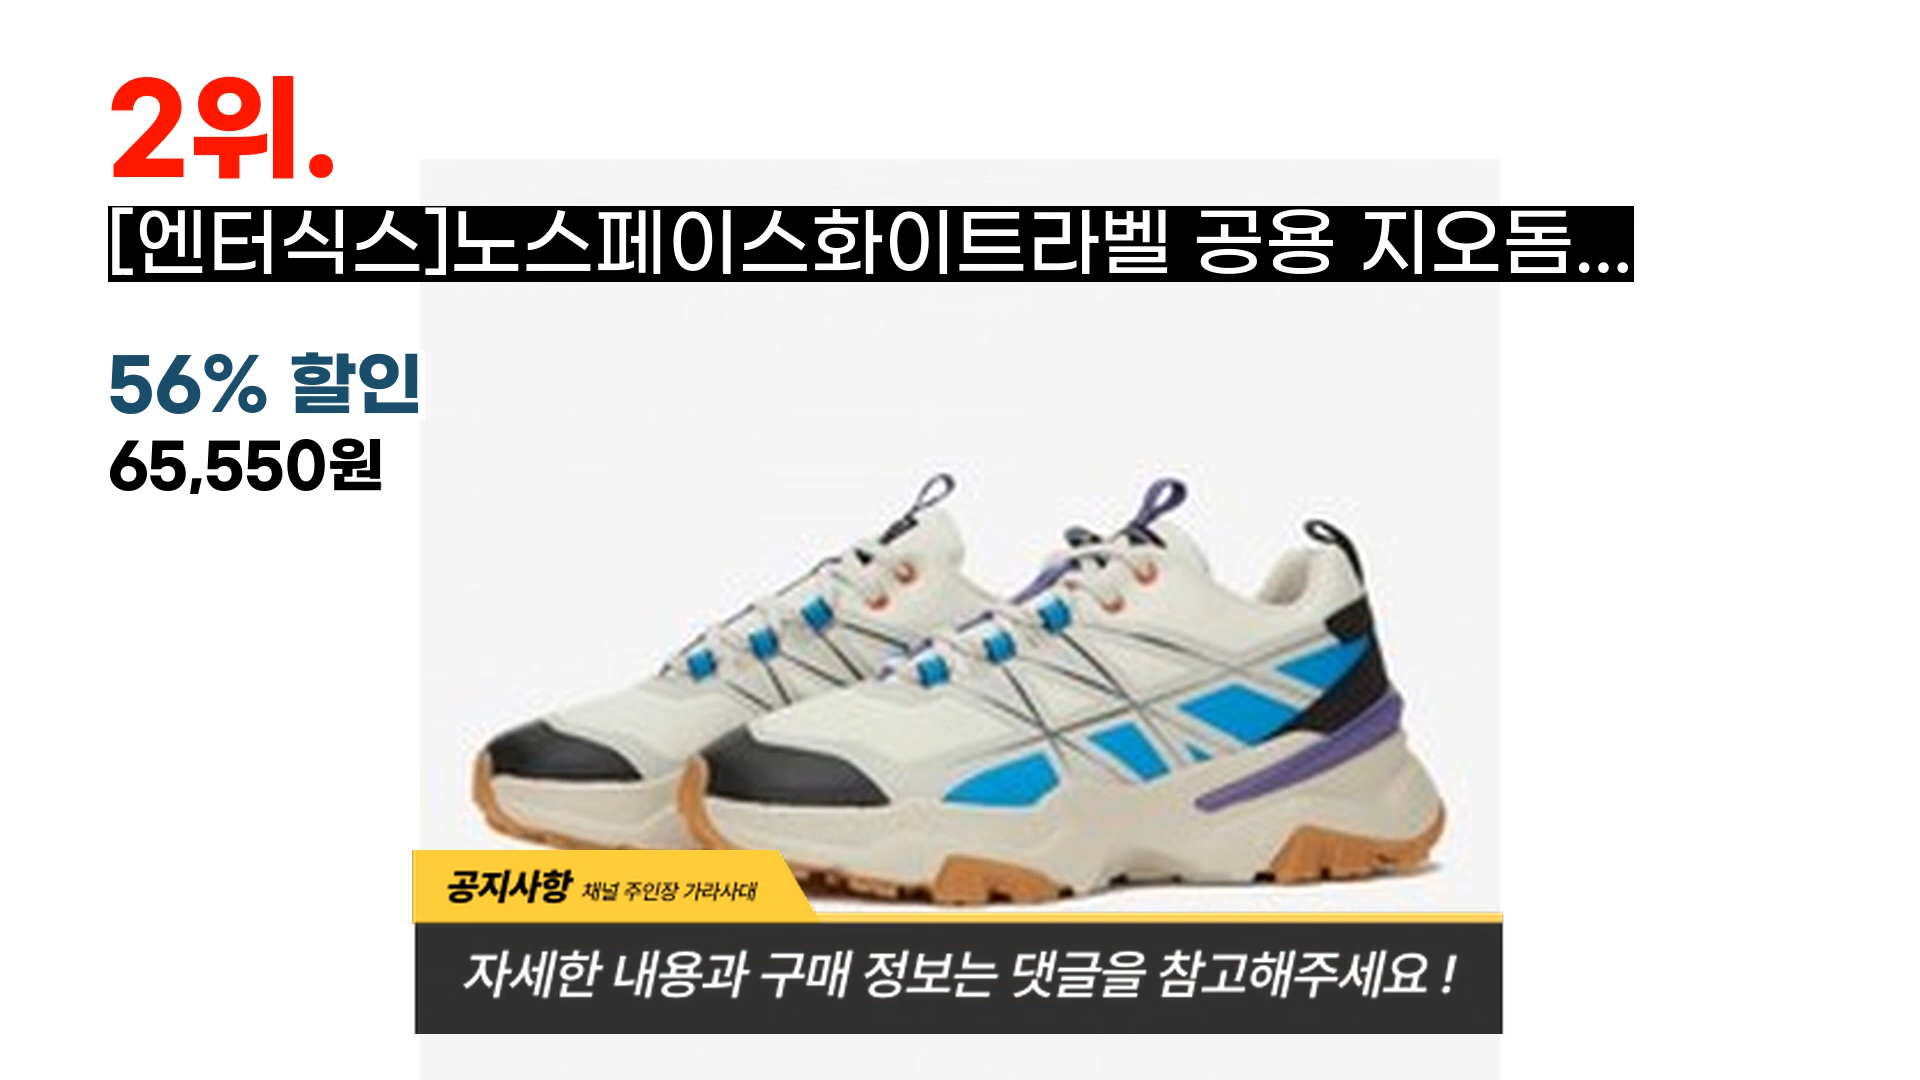 2위.
[엔터식스]노스페이스화이트라벨 공용 지오돔...
56% 할인
65,550원
공지사항 채널 주인장 가라사대
자세한 내용과 구매 정보는 댓글을 참고해주세요 !